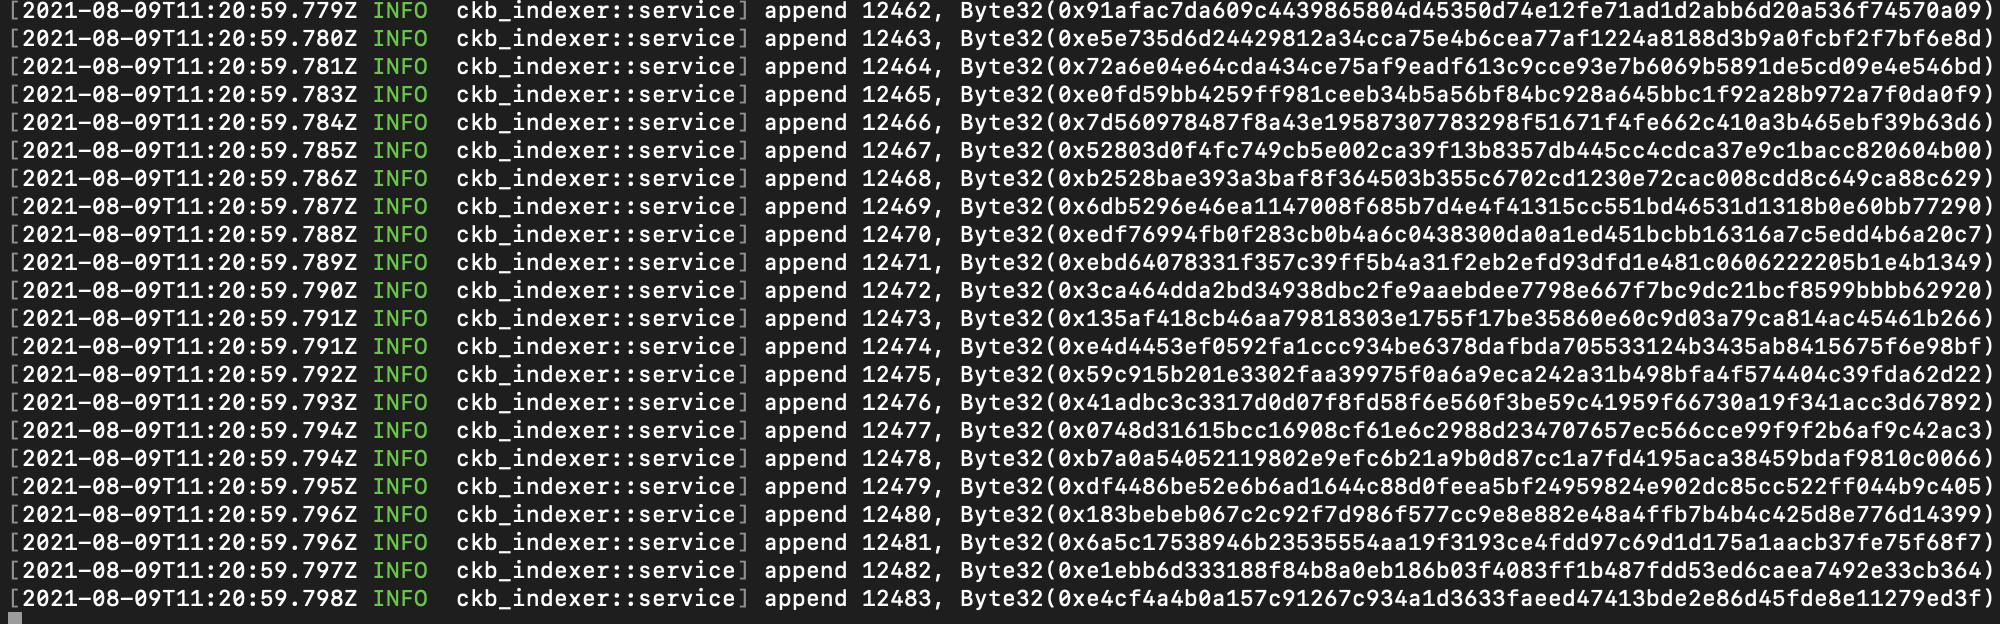 [2021-08-09T11:20:59.779Z INFO  ckb_indexer::service] append 12462, Byte32(0x91afac7da609c4439865804d45350d74e12fe71ad1d2abb6d20a536f74570a09)
[2021-08-09T11:20:59.780Z INFO  ckb_indexer::service] append 12463, Byte32(0xe5e735d6d24429812a34cca75e4b6cea77af1224a8188d3b9a0fcbf2f7bf6e8d)
[2021-08-09T11:20:59.781Z INFO  ckb_indexer::service] append 12464, Byte32(0x72a6e04e64cda434ce75af9eadf613c9cce93e7b6069b5891de5cd09e4e546bd)
[2021-08-09T11:20:59.783Z INFO  ckb_indexer::service] append 12465, Byte32(0xe0fd59bb4259ff981ceeb34b5a56bf84bc928a645bbc1f92a28b972a7f0da0f9)
[2021-08-09T11:20:59.784Z INFO  ckb_indexer::service] append 12466, Byte32(0x7d560978487f8a43e19587307783298f51671f4fe662c410a3b465ebf39b63d6)
[2021-08-09T11:20:59.785Z INFO  ckb_indexer::service] append 12467, Byte32(0x52803d0f4fc749cb5e002ca39f13b8357db445cc4cdca37e9c1bacc820604b00)
[2021-08-09T11:20:59.786Z INFO  ckb_indexer::service] append 12468, Byte32(0xb2528bae393a3baf8f364503b355c6702cd1230e72cac008cdd8c649ca88c629)
[2021-08-09T11:20:59.787Z INFO  ckb_indexer::service] append 12469, Byte32(0x6db5296e46ea1147008f685b7d4e4f41315cc551bd46531d1318b0e60bb77290)
[2021-08-09T11:20:59.788Z INFO  ckb_indexer::service] append 12470, Byte32(0xedf76994fb0f283cb0b4a6c0438300da0a1ed451bcbb16316a7c5edd4b6a20c7)
[2021-08-09T11:20:59.789Z INFO  ckb_indexer::service] append 12471, Byte32(0xebd64078331f357c39ff5b4a31f2eb2efd93dfd1e481c0606222205b1e4b1349)
[2021-08-09T11:20:59.790Z INFO  ckb_indexer::service] append 12472, Byte32(0x3ca464dda2bd34938dbc2fe9aaebdee7798e667f7bc9dc21bcf8599bbbb62920)
[2021-08-09T11:20:59.791Z INFO  ckb_indexer::service] append 12473, Byte32(0x135af418cb46aa79818303e1755f17be35860e60c9d03a79ca814ac45461b266)
[2021-08-09T11:20:59.791Z INFO  ckb_indexer::service] append 12474, Byte32(0xe4d4453ef0592fa1ccc934be6378dafbda705533124b3435ab8415675f6e98bf)
[2021-08-09T11:20:59.792Z INFO  ckb_indexer::service] append 12475, Byte32(0x59c915b201e3302faa39975f0a6a9eca242a31b498bfa4f574404c39fda62d22)
[2021-08-09T11:20:59.793Z INFO  ckb_indexer::service] append 12476, Byte32(0x41adbc3c3317d0d07f8fd58f6e560f3be59c41959f66730a19f341acc3d67892)
[2021-08-09T11:20:59.794Z INFO  ckb_indexer::service] append 12477, Byte32(0x0748d31615bcc16908cf61e6c2988d234707657ec566cce99f9f2b6af9c42ac3)
[2021-08-09T11:20:59.794Z INFO  ckb_indexer::service] append 12478, Byte32(0xb7a0a54052119802e9efc6b21a9b0d87cc1a7fd4195aca38459bdaf9810c0066)
[2021-08-09T11:20:59.795Z INFO  ckb_indexer::service] append 12479, Byte32(0xdf4486be52e6b6ad1644c88d0feea5bf24959824e902dc85cc522ff044b9c405)
[2021-08-09T11:20:59.796Z INFO  ckb_indexer::service] append 12480, Byte32(0x183bebeb067c2c92f7d986f577cc9e8e882e48a4ffb7b4b4c425d8e776d14399)
[2021-08-09T11:20:59.796Z INFO  ckb_indexer::service] append 12481, Byte32(0x6a5c17538946b23535554aa19f3193ce4fdd97c69d1d175a1aacb37fe75f68f7)
[2021-08-09T11:20:59.797Z INFO  ckb_indexer::service] append 12482, Byte32(0xe1ebb6d333188f84b8a0eb186b03f4083ff1b487fdd53ed6caea7492e33cb364)
[2021-08-09T11:20:59.798Z INFO  ckb_indexer::service] append 12483, Byte32(0xe4cf4a4b0a157c91267c934a1d3633faeed47413bde2e86d45fde8e11279ed3f)